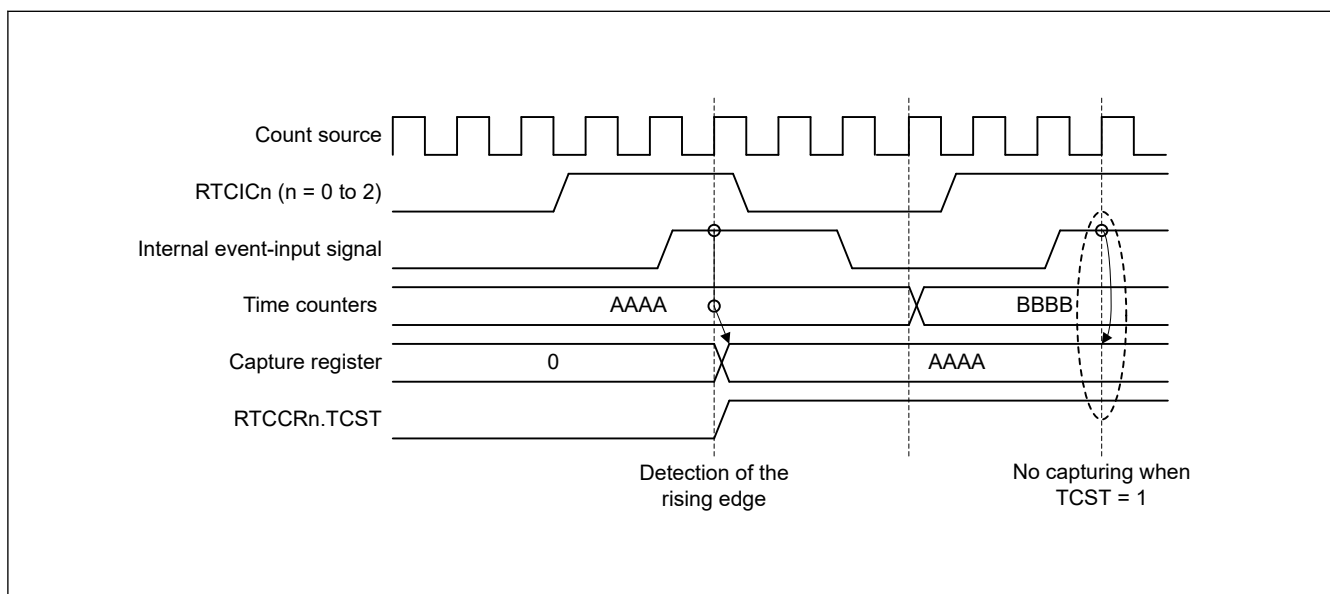 Count source
RTCICn (n = 0 to 2)
Internal event-input signal
Time counters
AAAA
BBBB
Capture register
0
AAAA
RTCCRn.TCST
Detection of the
rising edge
No capturing when
TCST = 1